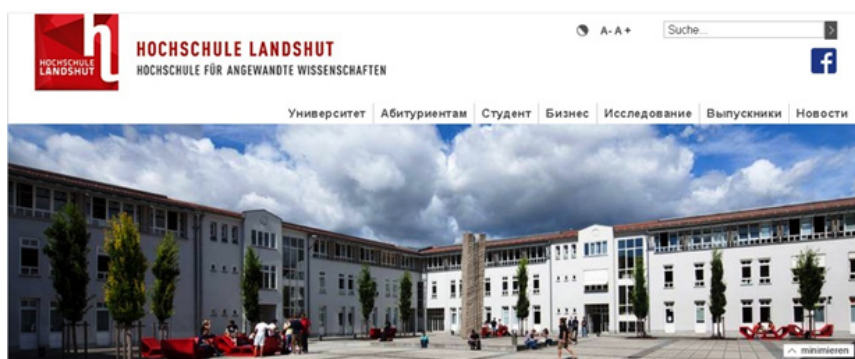 HOCHSCHULE
LANDSHUT
HOCHSCHULE LANDSHUT
HOCHSCHULE FÜR ANGEWANDTE WISSENSCHAFTEN
A- A+
Suche...
Университет Абитуриентам Студент Бизнес Исследование Выпускники Новости
minimieren